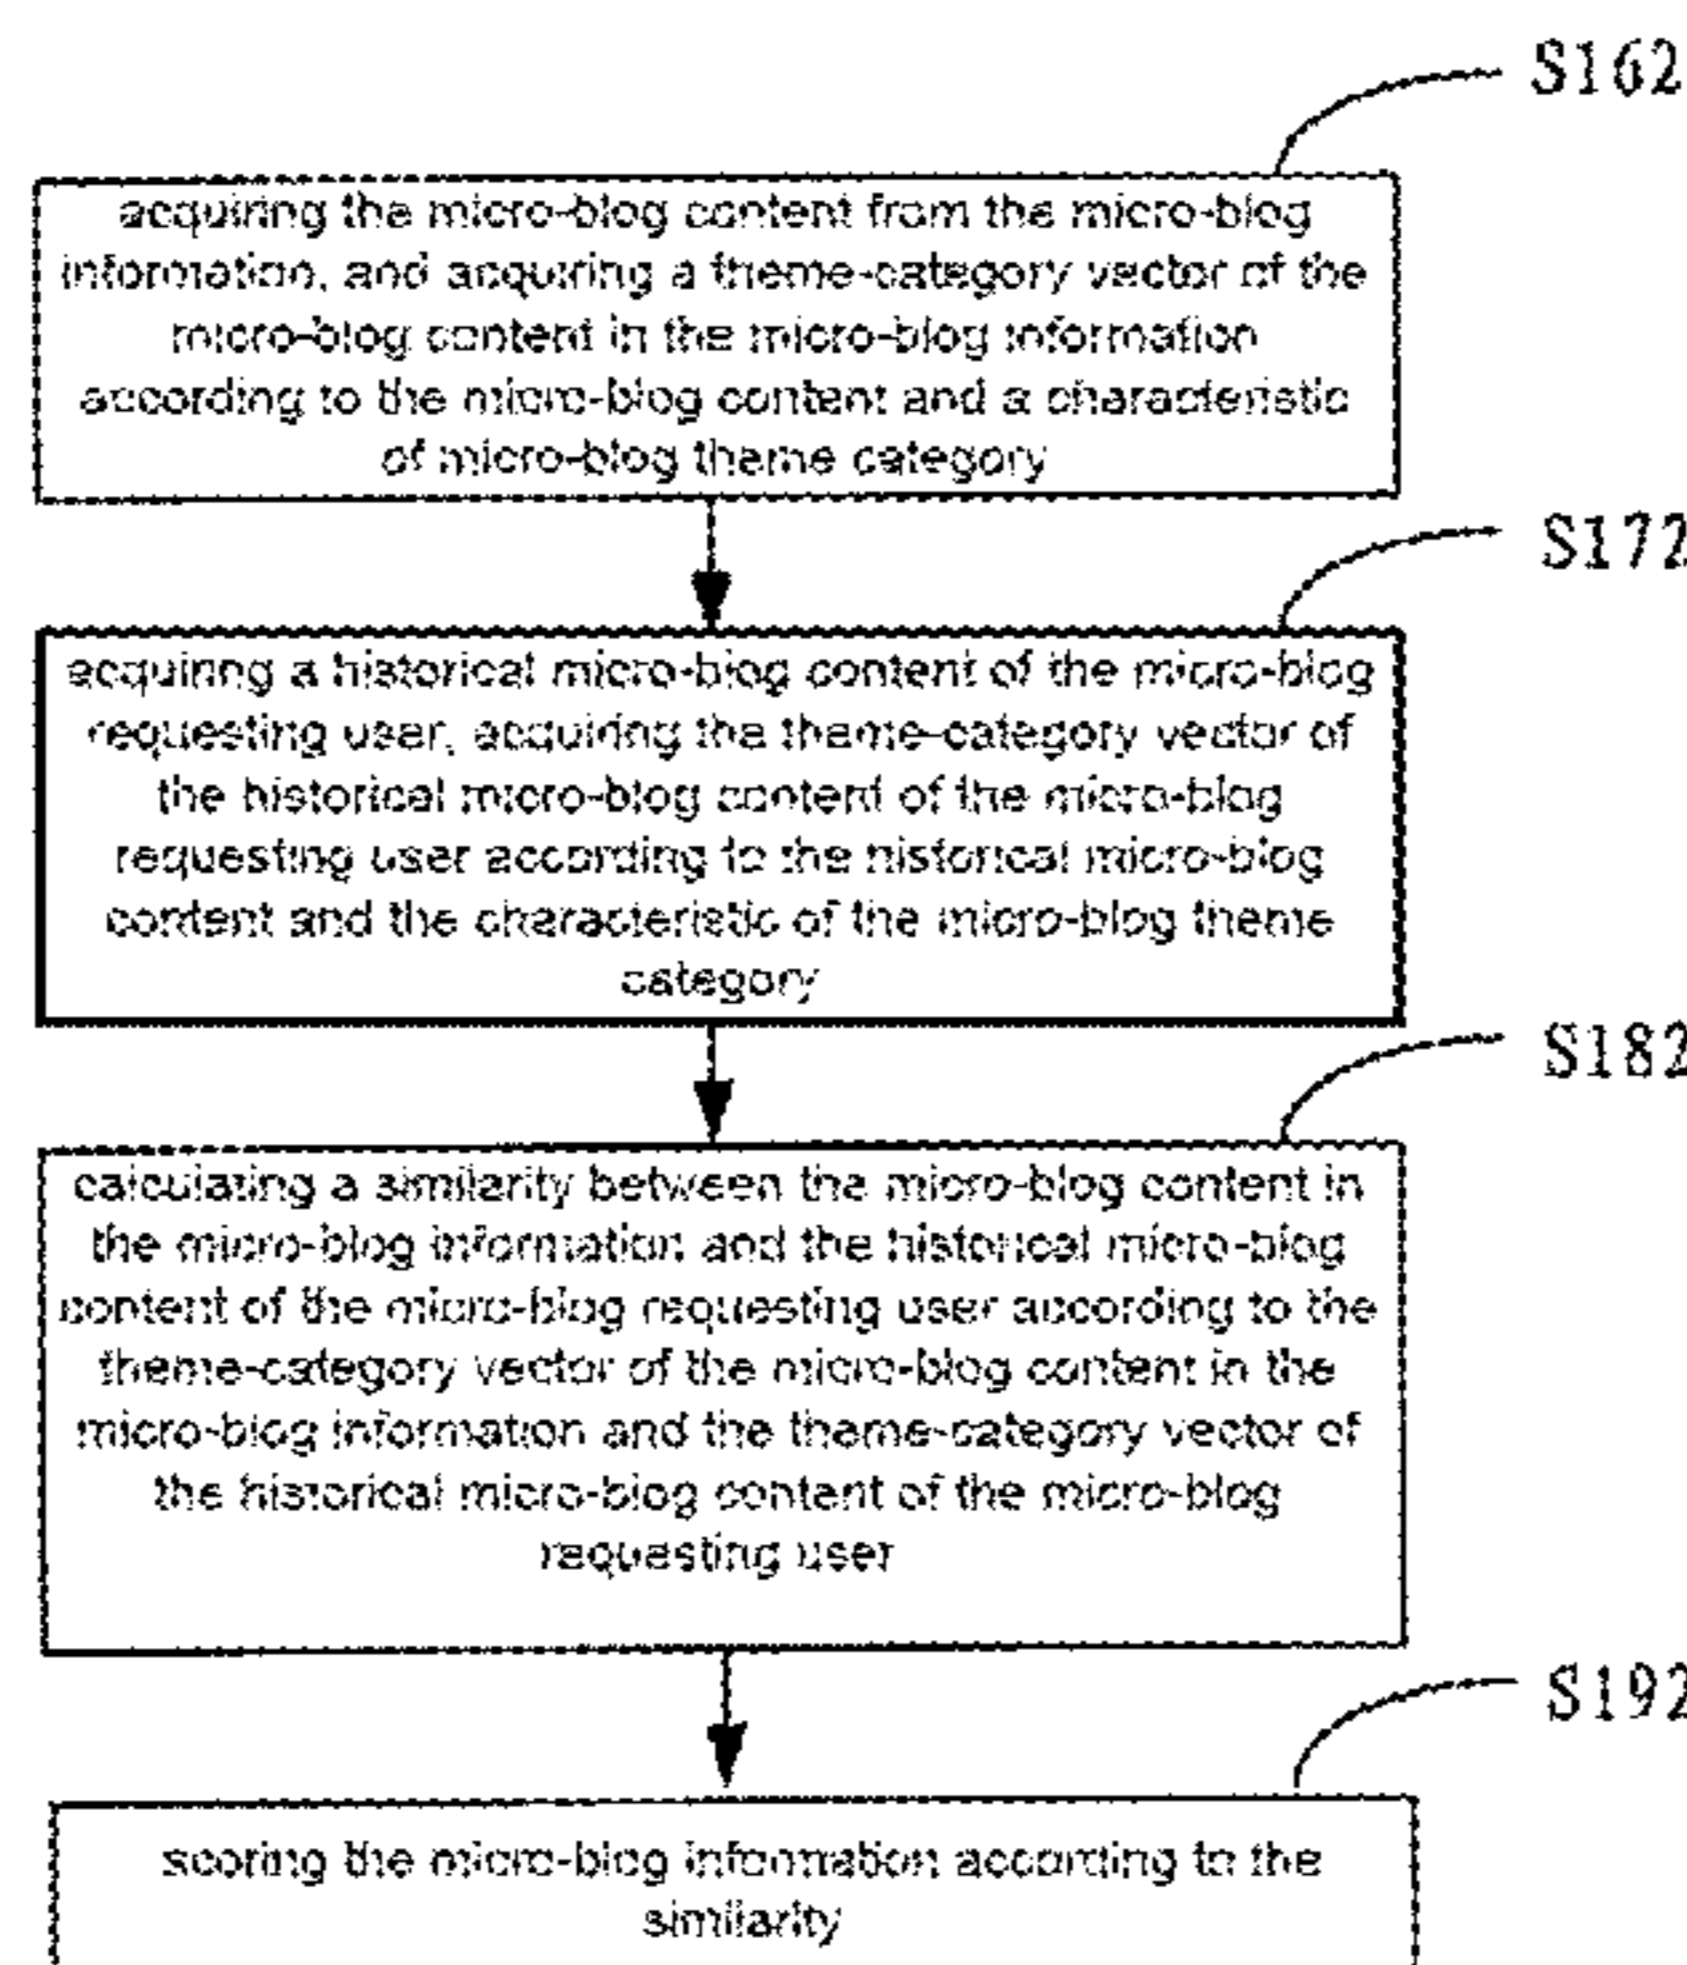 S162
acquiring the micro-blog content from the micro-blog
information, and acquiring a theme-category vector of the
micro-blog content in the micro-blog information
according to the micro-blog content and a characteristic
of micro-blog theme category
S172
acquiring a historical micro-blog content of the micro-blog
requesting user, acquiring the theme-category vector of
the historical micro-blog content of the micro-blog
requesting user according to the historical micro-blog
content and the characteristic of the micro-blog theme
category
S182
calculating a similarity between the micro-blog content in
the micro-blog information and the historical micro-blog
content of the micro-blog requesting user according to the
theme-category vector of the micro-blog content in the
micro-blog information and the theme-category vector of
the historical micro-blog content of the micro-blog
requesting user
S192
scoring the micro-blog information according to the
similarity